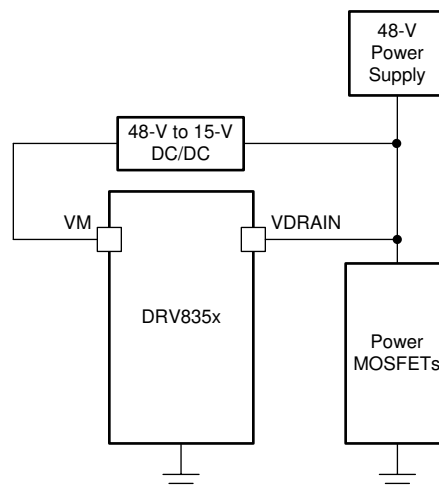 48-V
Power
Supply
48-V to 15-V
DC/DC
VM
VDRAIN
DRV835x
Power
MOSFETs